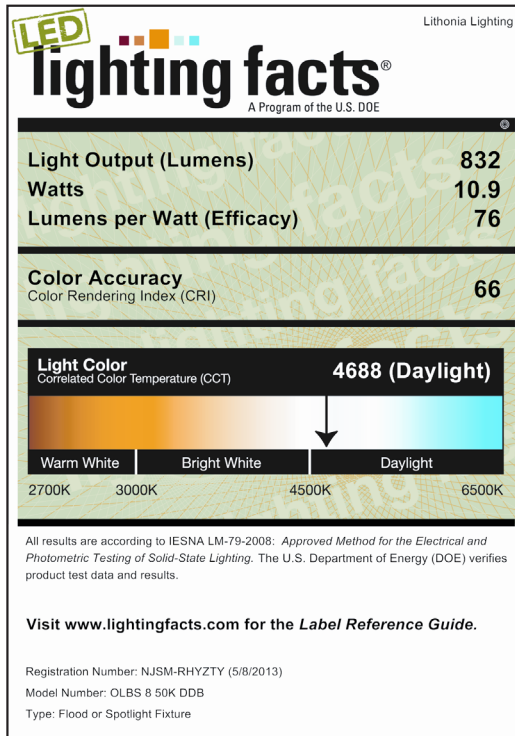 Lithonia Lighting
LED
lighting facts®
A Program of the U.S. DOE
Light Output (Lumens) 832
Watts 10.9
Lumens per Watt (Efficacy) 76
Color Accuracy
Color Rendering Index (CRI) 66
Light Color
Correlated Color Temperature (CCT) 4688 (Daylight)
Warm White Bright White Daylight
2700K 3000K 4500K 6500K
All results are according to IESNA LM-79-2008: Approved Method for the Electrical and
Photometric Testing of Solid-State Lighting. The U.S. Department of Energy (DOE) verifies
product test data and results.
Visit www.lightingfacts.com for the Label Reference Guide.
Registration Number: NJSM-RHYZTY (5/8/2013)
Model Number: OLBS 8 50K DDB
Type: Flood or Spotlight Fixture